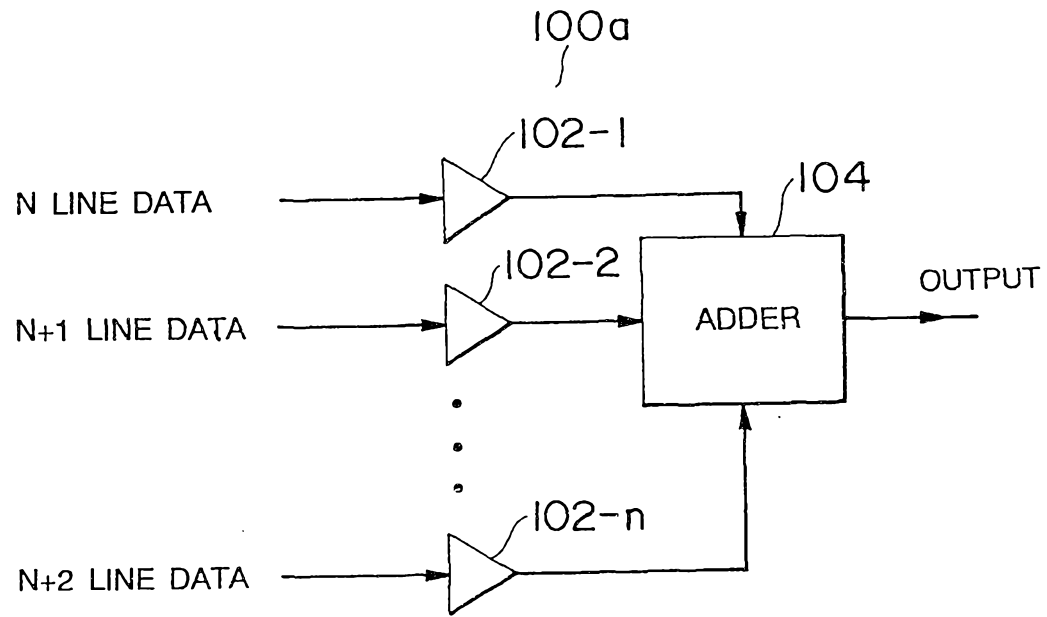 100a
102-1
N LINE DATA
104
102-2
OUTPUT
N+1 LINE DATA
ADDER
102-n
N+2 LINE DATA